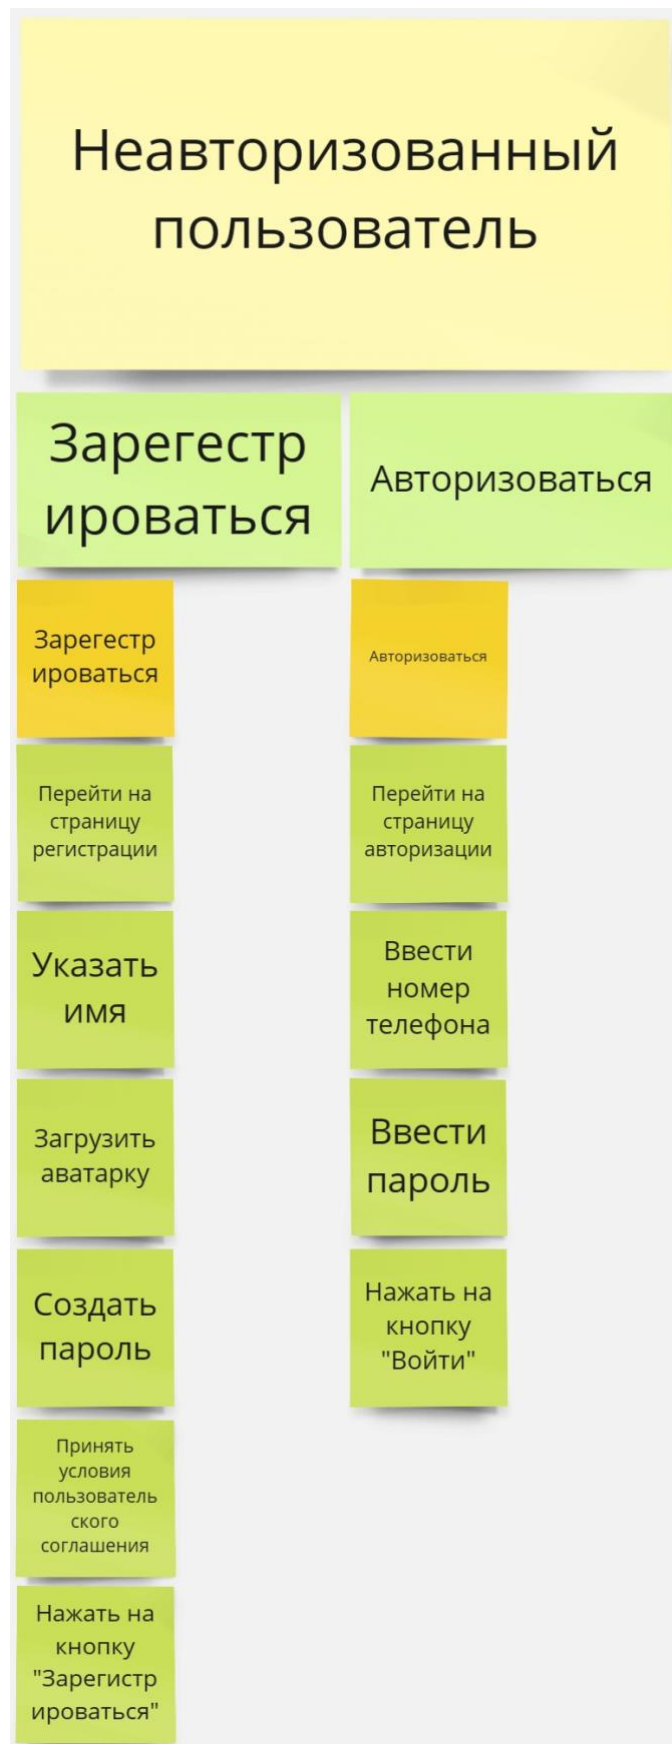 Неавторизованный
пользователь
Зарегестр
ироваться
Авторизоваться
Зарегестр
ироваться
Перейти на
страницу
регистрации
Указать
имя
Загрузить
аватарку
Создать
пароль
Принять
условия
пользователь
ского
соглашения
Нажать на
кнопку
"Зарегистр
ироваться"
Авторизоваться
Перейти на
страницу
авторизации
Ввести
номер
телефона
Ввести
пароль
Нажать на
кнопку
"Войти"